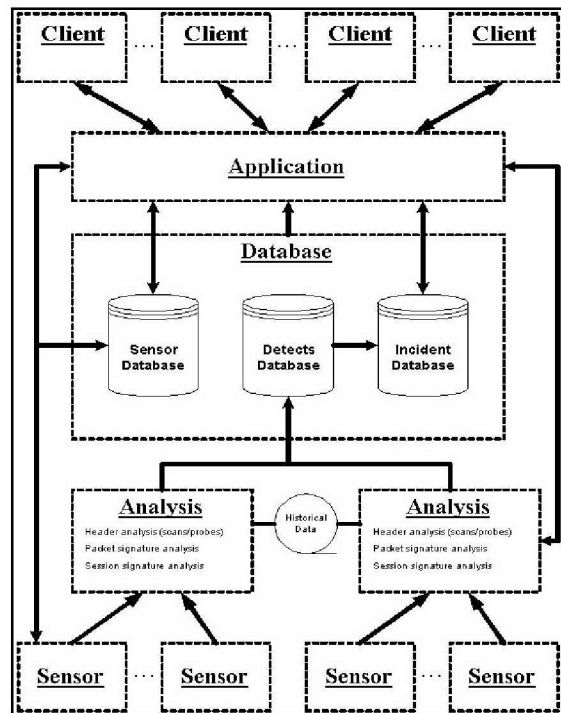 Client ... Client ... Client ... Client
Application
Database
Sensor
Database
Detects
Database
Incident
Database
Analysis
Header analysis (scans/probes)
Packet signature analysis
Session signature analysis
Historical
Data
Analysis
Header analysis (scans/probes)
Packet signature analysis
Session signature analysis
Sensor ... Sensor
Sensor ... Sensor